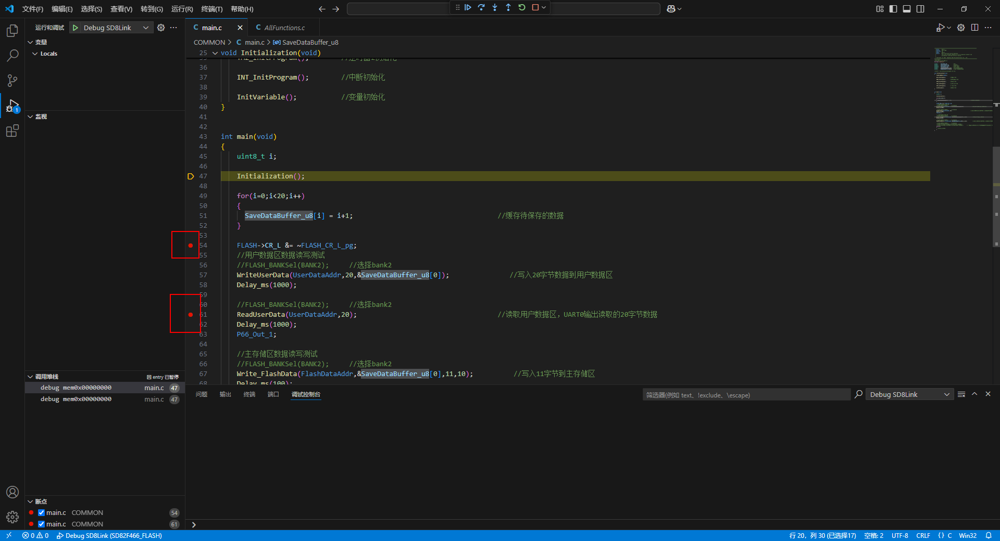 文件(F) 编辑(E) 选择(S) 查看(V) 转到(G) 运行(R) 终端(T) 帮助(H)
运行和调试 Debug SD8Link
main.c AllFunctions.c
变量
COMMON > C main.c > SaveDataBuffer_u8
Locals
25 void Initialization(void)
36
37 INT_InitProgram(); //中断初始化
38
39 InitVariable(); //变量初始化
40 }
41
监视
42
43 int main(void)
44 {
45 uint8_t i;
46
47 Initialization();
48
49 for(i=0;i<20;i++)
50 {
51 SaveDataBuffer_u8[i] = i+1; //缓存待保存的数据
52 }
53
54 FLASH->CR_L &= ~FLASH_CR_L_pg;
55 //用户数据区数据读写测试
56 //FLASH_BANKSel(BANK2); //选择bank2
57 WriteUserData(UserDataAddr,20,&SaveDataBuffer_u8[0]); //写入20字节数据到用户数据区
58 Delay_ms(1000);
59
60 //FLASH_BANKSel(BANK2); //选择bank2
61 ReadUserData(UserDataAddr,20); //读取用户数据区，UART0输出读取的20字节数据
62 Delay_ms(1000);
63 P66_Out_1;
64
65 //主存储区数据读写测试
66 //FLASH_BANKSel(BANK2); //选择bank2
67 Write_FlashData(FlashDataAddr,&SaveDataBuffer_u8[0],11,10); //写入11字节到主存储区
68 Delay_ms(100);
调用堆栈 因 entry 已暂停
debug mem0x00000000 main.c 47
debug mem0x00000000 main.c 47
问题 输出 终端 端口 调试控制台 筛选器(例如 text、!exclude、\escape) Debug SD8Link
断点
main.c COMMON 54
main.c COMMON 61
0 0 Debug SD8Link (SD82F466_FLASH) 行 20，列 30 (已选择17) 空格: 2 UTF-8 CRLF {} C Win32